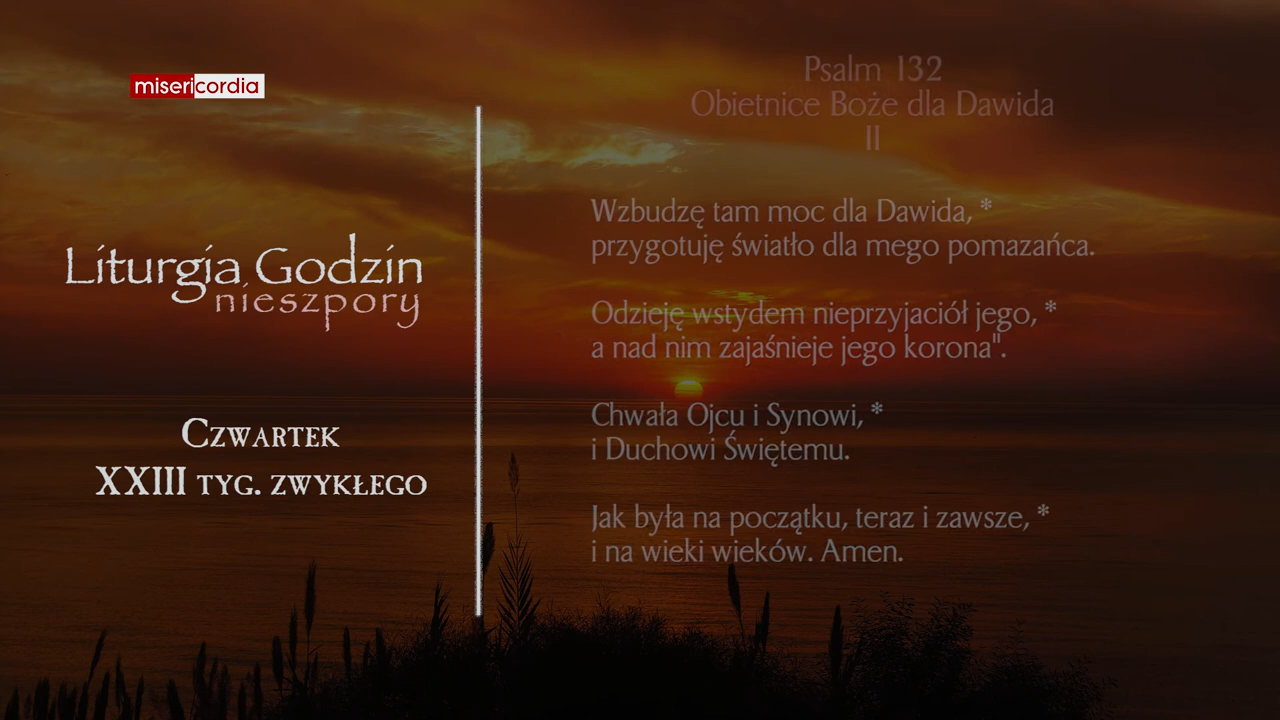 misericordia
Liturgia Godzin
nieszpory
Czwartek
XXIII tyg. zwykłego
Psalm 132
Obietnice Boże dla Dawida
II
Wzbudzę tam moc dla Dawida, *
przygotuję światło dla mego pomazańca.
Odzieję wstydem nieprzyjaciół jego, *
a nad nim zajaśnieje jego korona".
Chwała Ojcu i Synowi, *
i Duchowi Świętemu.
Jak była na początku, teraz i zawsze, *
i na wieki wieków. Amen.